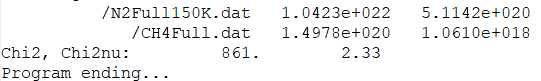 /N2Full150K.dat 1.0423e+022 5.1142e+020
/CH4Full.dat 1.4978e+020 1.0610e+018
Chi2, Chi2nu: 861. 2.33
Program ending...